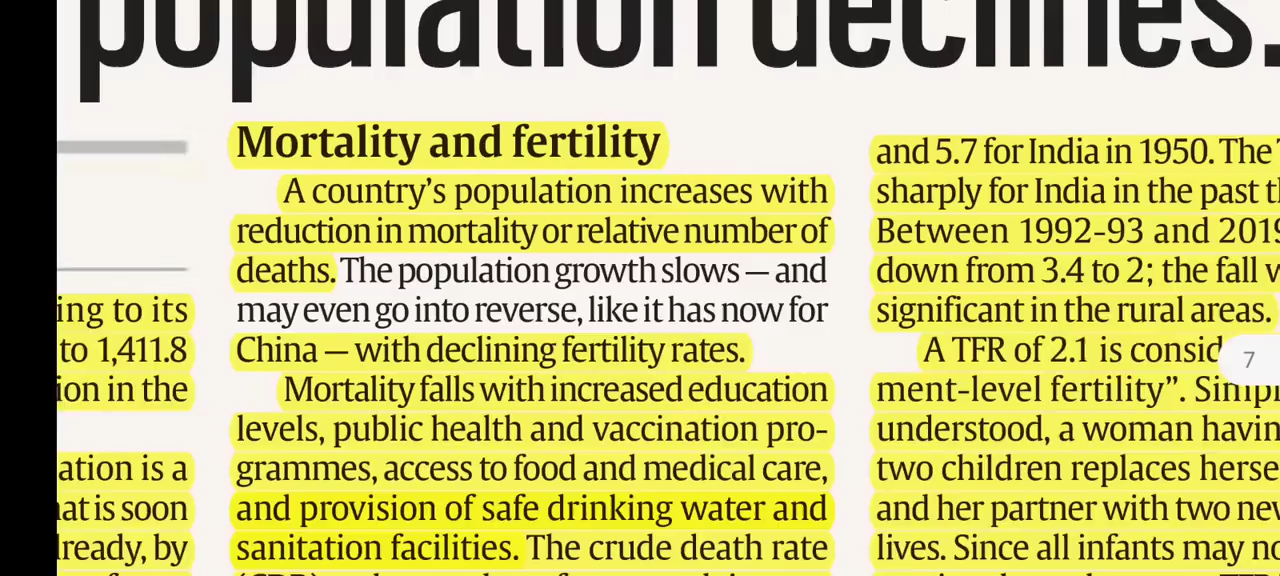 population declines.
ing to its
to 1,411.8
ion in the
ation is a
at is soon
lready, by
Mortality and fertility
A country’s population increases with
reduction in mortality or relative number of
deaths. The population growth slows — and
may even go into reverse, like it has now for
China — with declining fertility rates.
Mortality falls with increased education
levels, public health and vaccination pro-
grammes, access to food and medical care,
and provision of safe drinking water and
sanitation facilities. The crude death rate
and 5.7 for India in 1950. The
sharply for India in the past
Between 1992-93 and 2019
down from 3.4 to 2; the fall
significant in the rural areas.
A TFR of 2.1 is consid
7
ment-level fertility”. Simpl
understood, a woman havin
two children replaces herse
and her partner with two
lives. Since all infants may